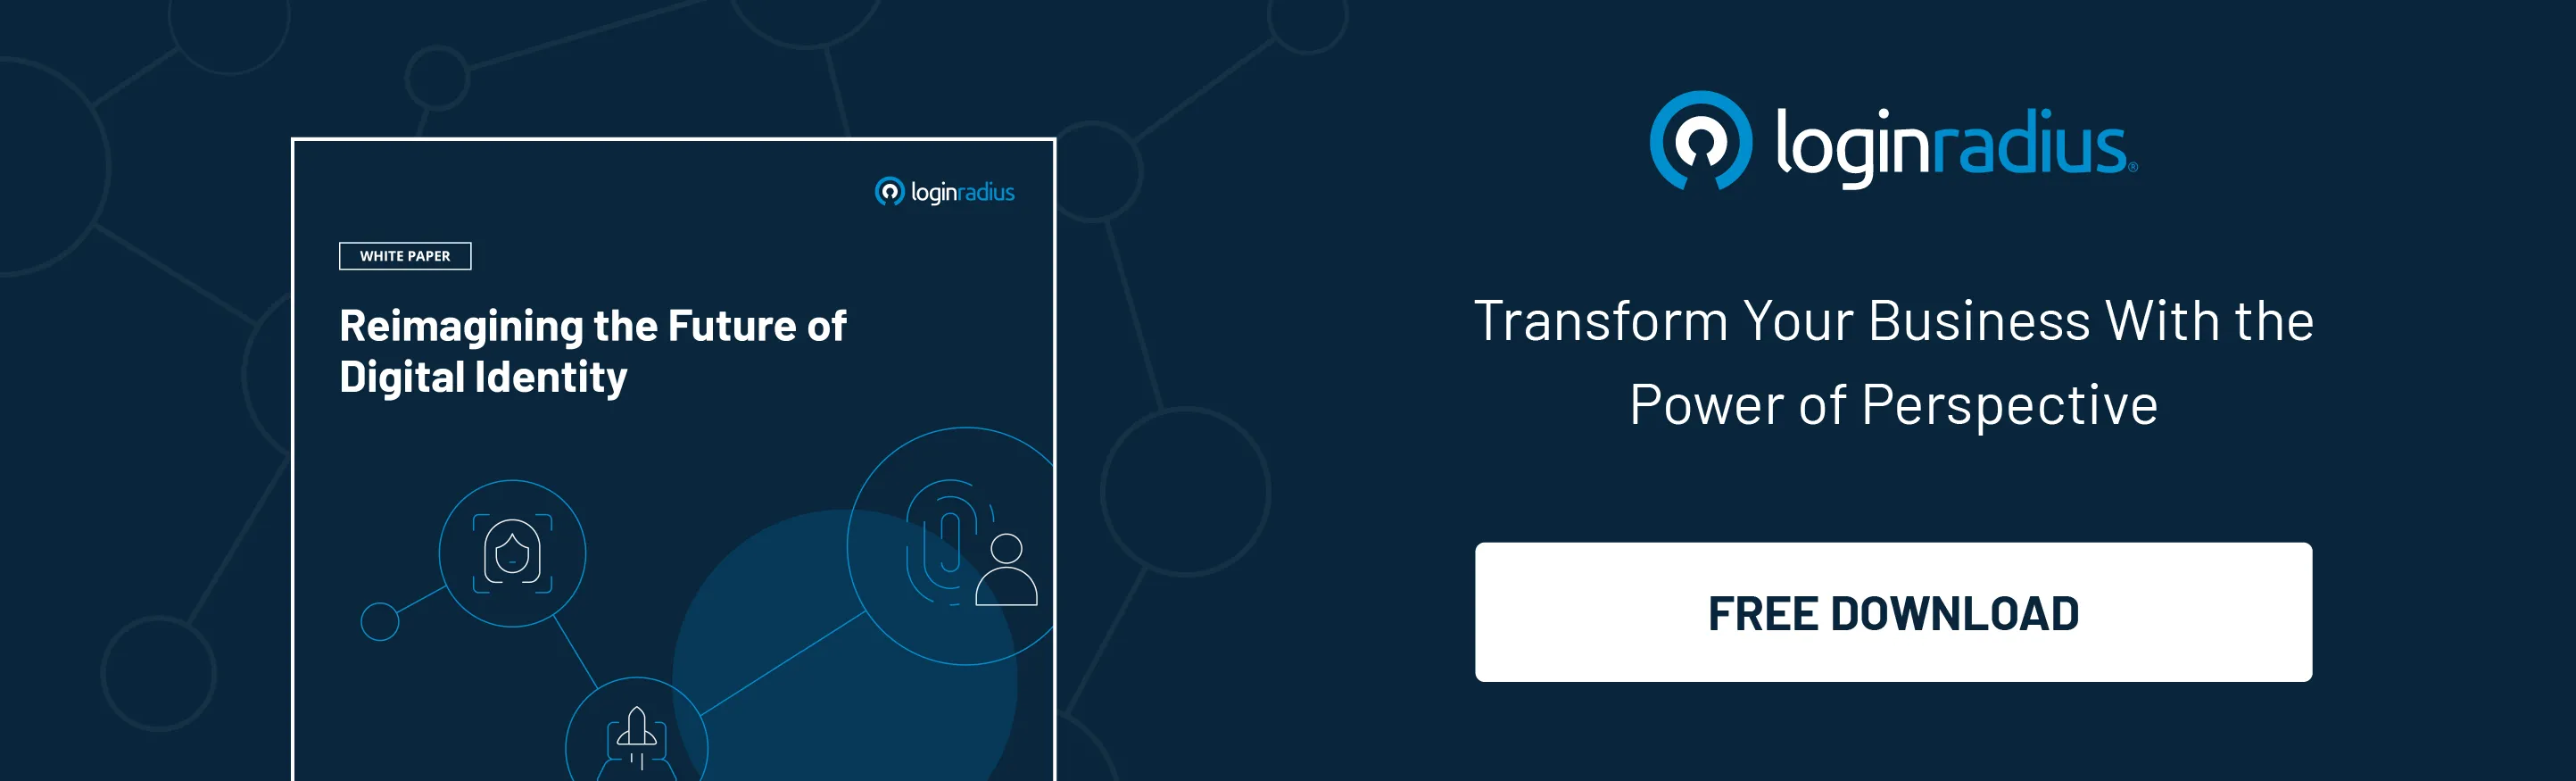 loginradius
WHITE PAPER
Reimagining the Future of
Digital Identity
loginradius®
Transform Your Business With the
Power of Perspective
FREE DOWNLOAD